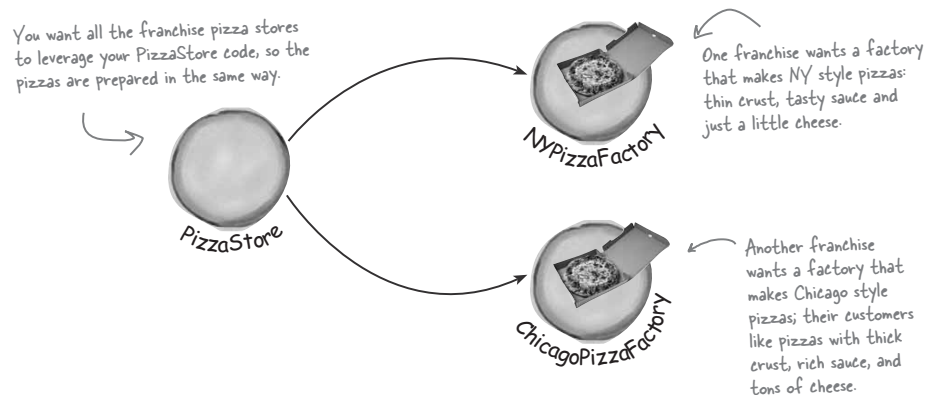 You want all the franchise pizza stores
to leverage your PizzaStore code, so the
pizzas are prepared in the same way.
PizzaStore
NYPizzaFactory
One franchise wants a factory
that makes NY style pizzas:
thin crust, tasty sauce and
just a little cheese.
ChicagoPizzaFactory
Another franchise
wants a factory that
makes Chicago style
pizzas; their customers
like pizzas with thick
crust, rich sauce, and
tons of cheese.